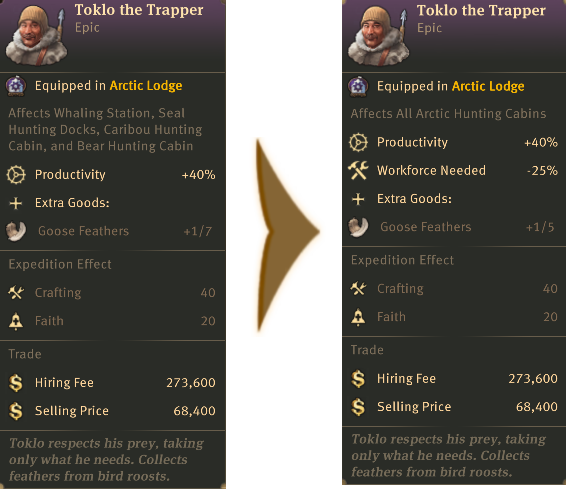 Toklo the Trapper
Epic
Equipped in Arctic Lodge
Affects Whaling Station, Seal
Hunting Docks, Caribou Hunting
Cabin, and Bear Hunting Cabin
Productivity +40%
Extra Goods:
Goose Feathers +1/7
Expedition Effect
Crafting 40
Faith 20
Trade
Hiring Fee 273,600
Selling Price 68,400
Toklo respects his prey, taking
only what he needs. Collects
feathers from bird roosts.
Toklo the Trapper
Epic
Equipped in Arctic Lodge
Affects All Arctic Hunting Cabins
Productivity +40%
Workforce Needed -25%
Extra Goods:
Goose Feathers +1/5
Expedition Effect
Crafting 40
Faith 20
Trade
Hiring Fee 273,600
Selling Price 68,400
Toklo respects his prey, taking
only what he needs. Collects
feathers from bird roosts.